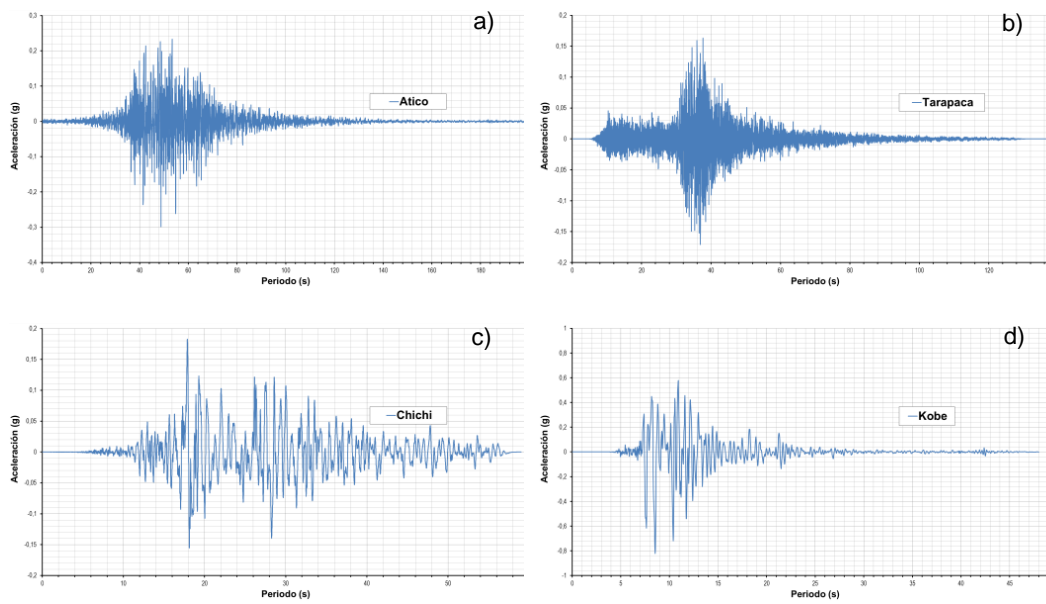 a)
0,3
0,2
0,1
0
-0,1
-0,2
-0,3
-0,4
Aceleración (g)
Atico
0 20 40 60 80 100 120 140 160 180
Periodo (s)
b)
0,2
0,15
0,1
0,05
0
-0,05
-0,1
-0,15
-0,2
Aceleración (g)
Tarapaca
0 20 40 60 80 100 120
Periodo (s)
c)
0,2
0,15
0,1
0,05
0
-0,05
-0,1
-0,15
-0,2
Aceleración (g)
Chichi
0 10 20 30 40 50
Periodo (s)
d)
1
0,8
0,6
0,4
0,2
0
-0,2
-0,4
-0,6
-0,8
-1
Aceleración (g)
Kobe
0 5 10 15 20 25 30 35 40 45
Periodo (s)